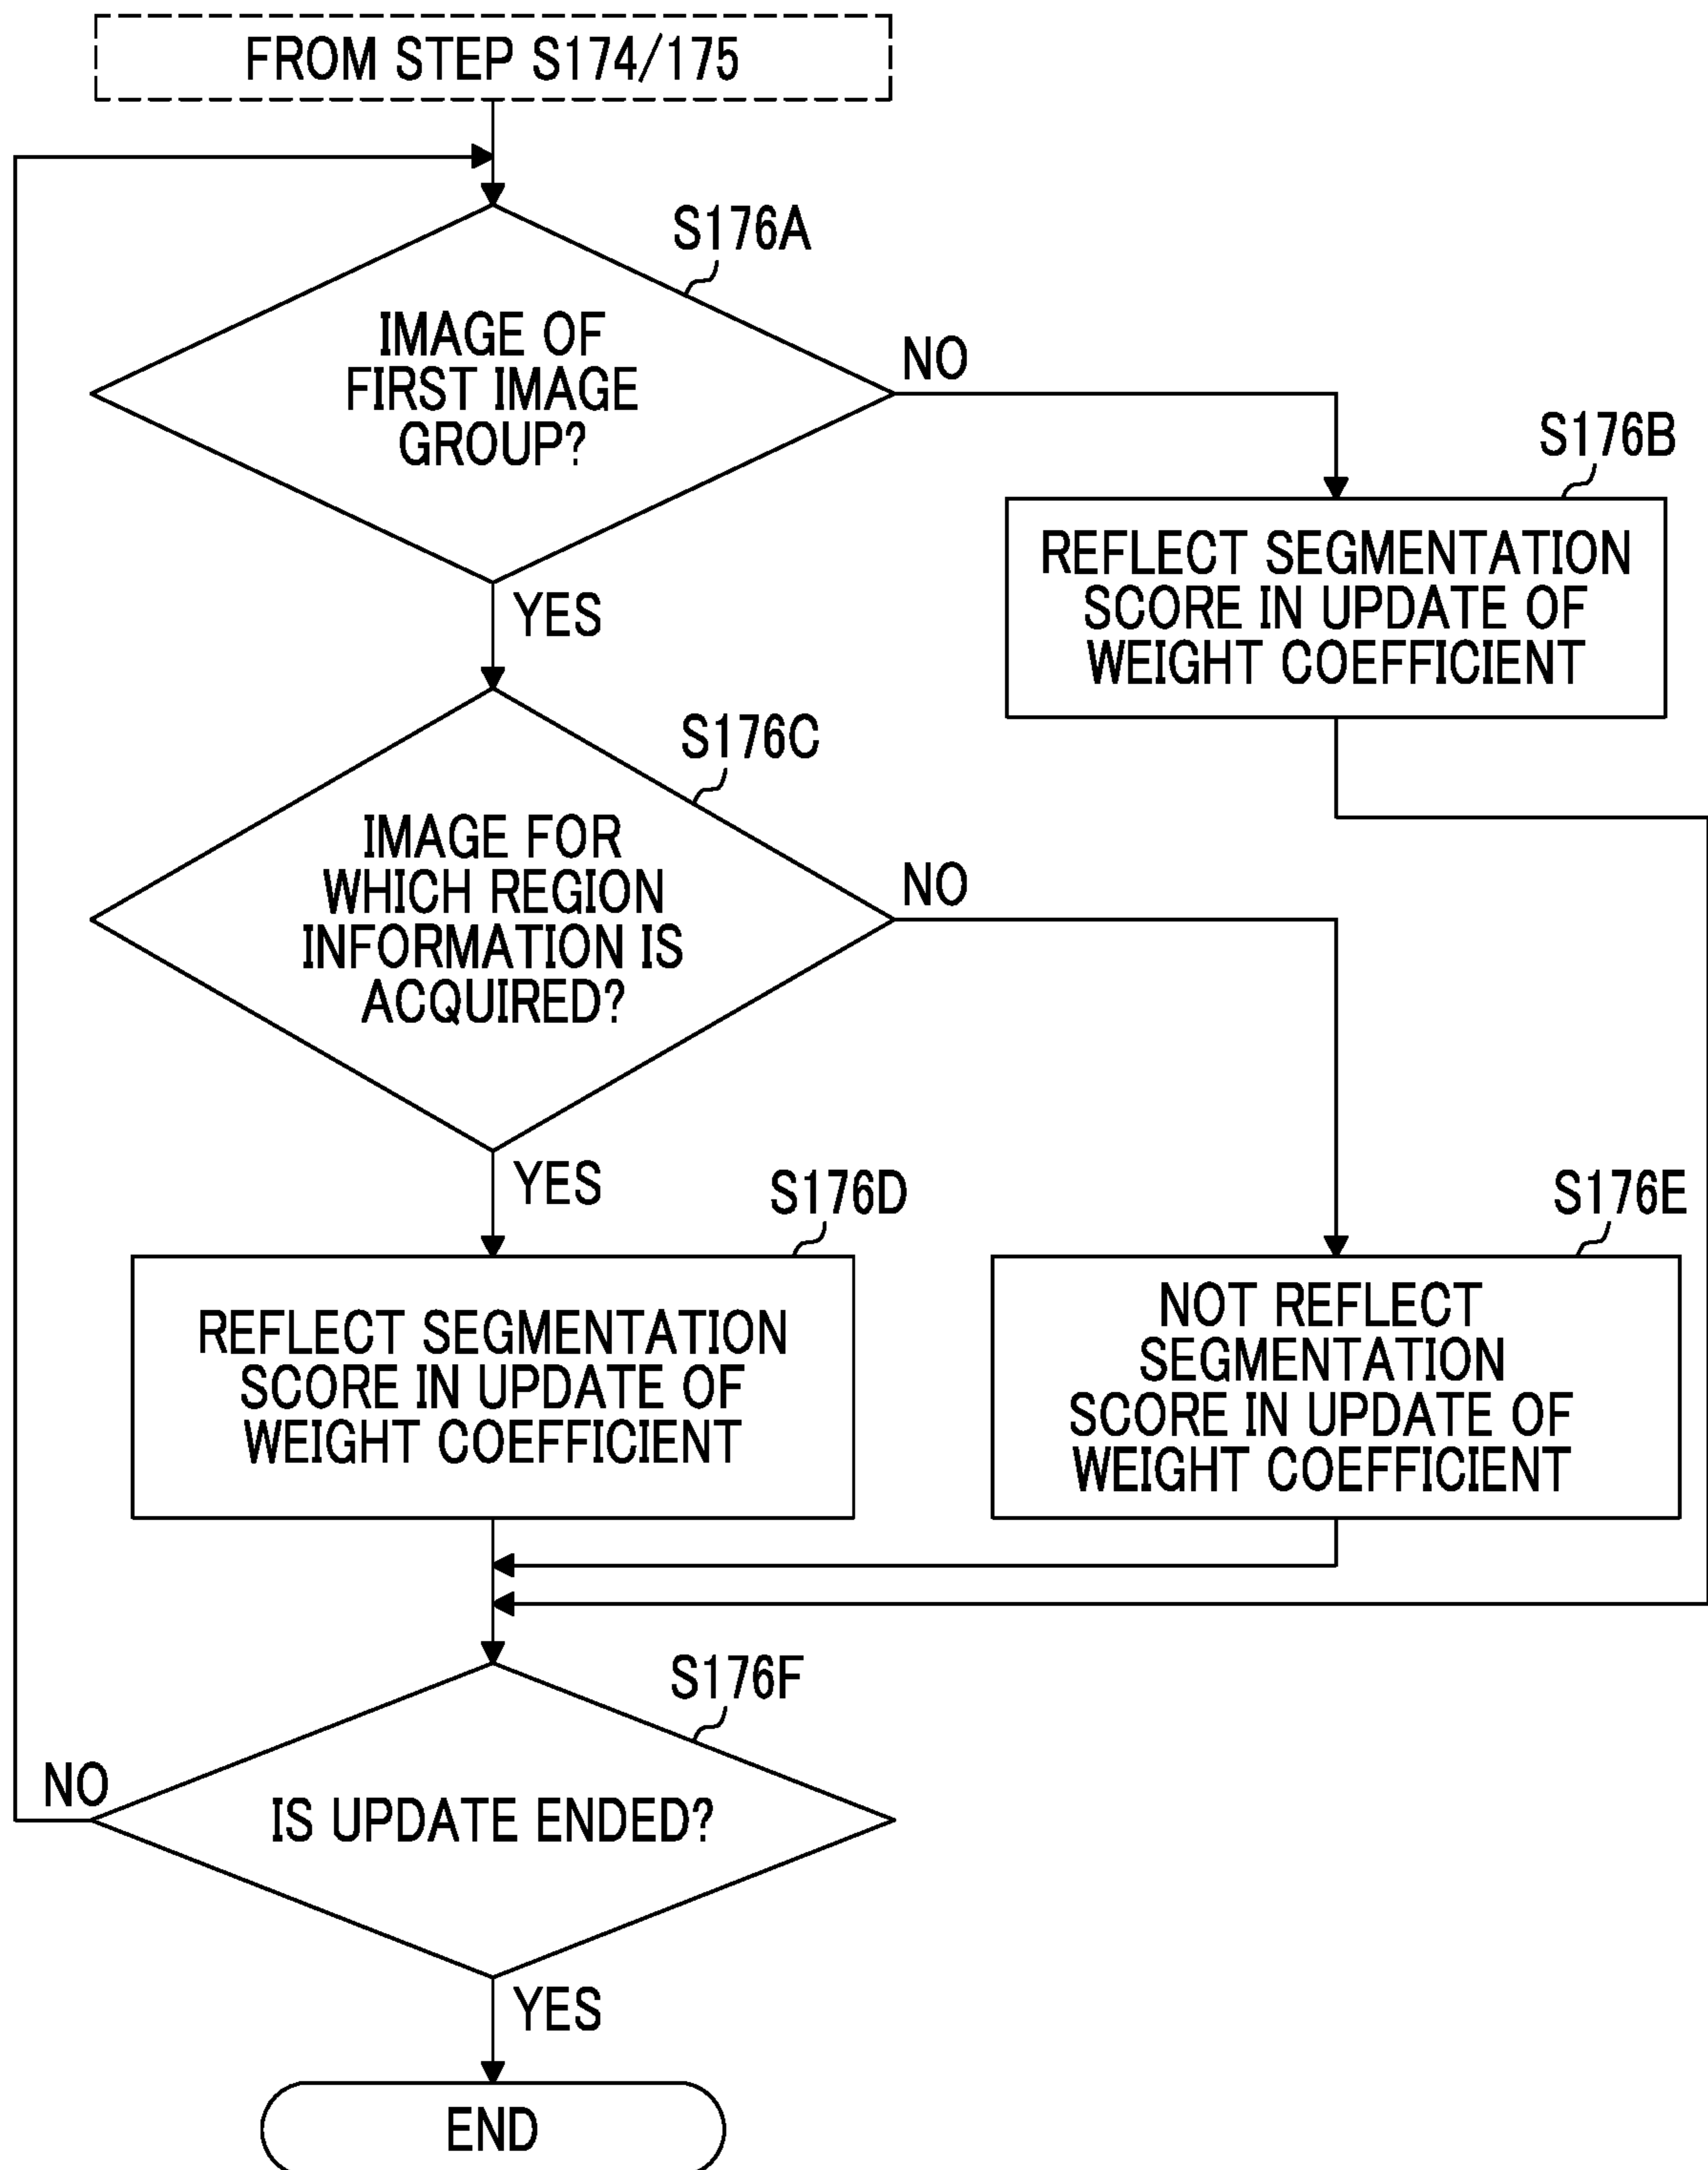 FROM STEP S174/175
S176A
IMAGE OF
FIRST IMAGE
GROUP?
NO
S176B
REFLECT SEGMENTATION
SCORE IN UPDATE OF
WEIGHT COEFFICIENT
YES
S176C
IMAGE FOR
WHICH REGION
INFORMATION IS
ACQUIRED?
NO
YES
S176D
REFLECT SEGMENTATION
SCORE IN UPDATE OF
WEIGHT COEFFICIENT
S176E
NOT REFLECT
SEGMENTATION
SCORE IN UPDATE OF
WEIGHT COEFFICIENT
S176F
NO
IS UPDATE ENDED?
YES
END